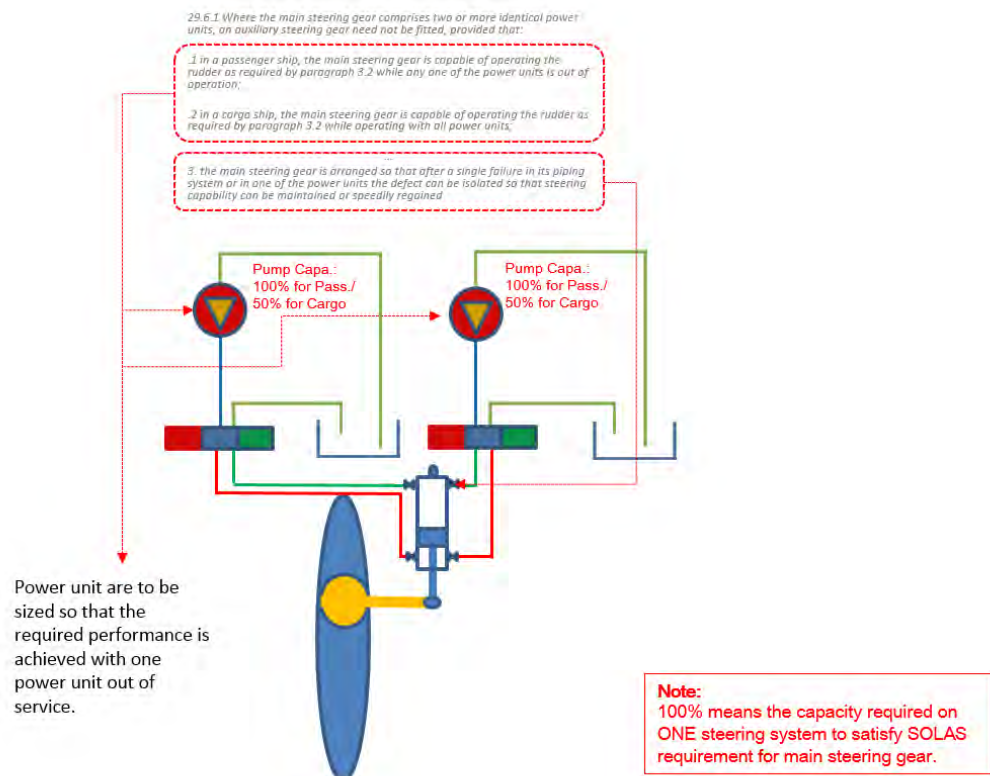 29.6.1 Where the main steering gear comprises two or more identical power
units, an auxiliary steering gear need not be fitted, provided that:
.1 in a passenger ship, the main steering gear is capable of operating the
rudder as required by paragraph 3.2 while any one of the power units is out of
operation;
.2 in a cargo ship, the main steering gear is capable of operating the rudder as
required by paragraph 3.2 while operating with all power units;
...
3. the main steering gear is arranged so that after a single failure in its piping
system or in one of the power units the defect can be isolated so that steering
capability can be maintained or speedily regained
Pump Capa.:
100% for Pass./
50% for Cargo
Pump Capa.:
100% for Pass./
50% for Cargo
Power unit are to be
sized so that the
required performance is
achieved with one
power unit out of
service.
Note:
100% means the capacity required on
ONE steering system to satisfy SOLAS
requirement for main steering gear.